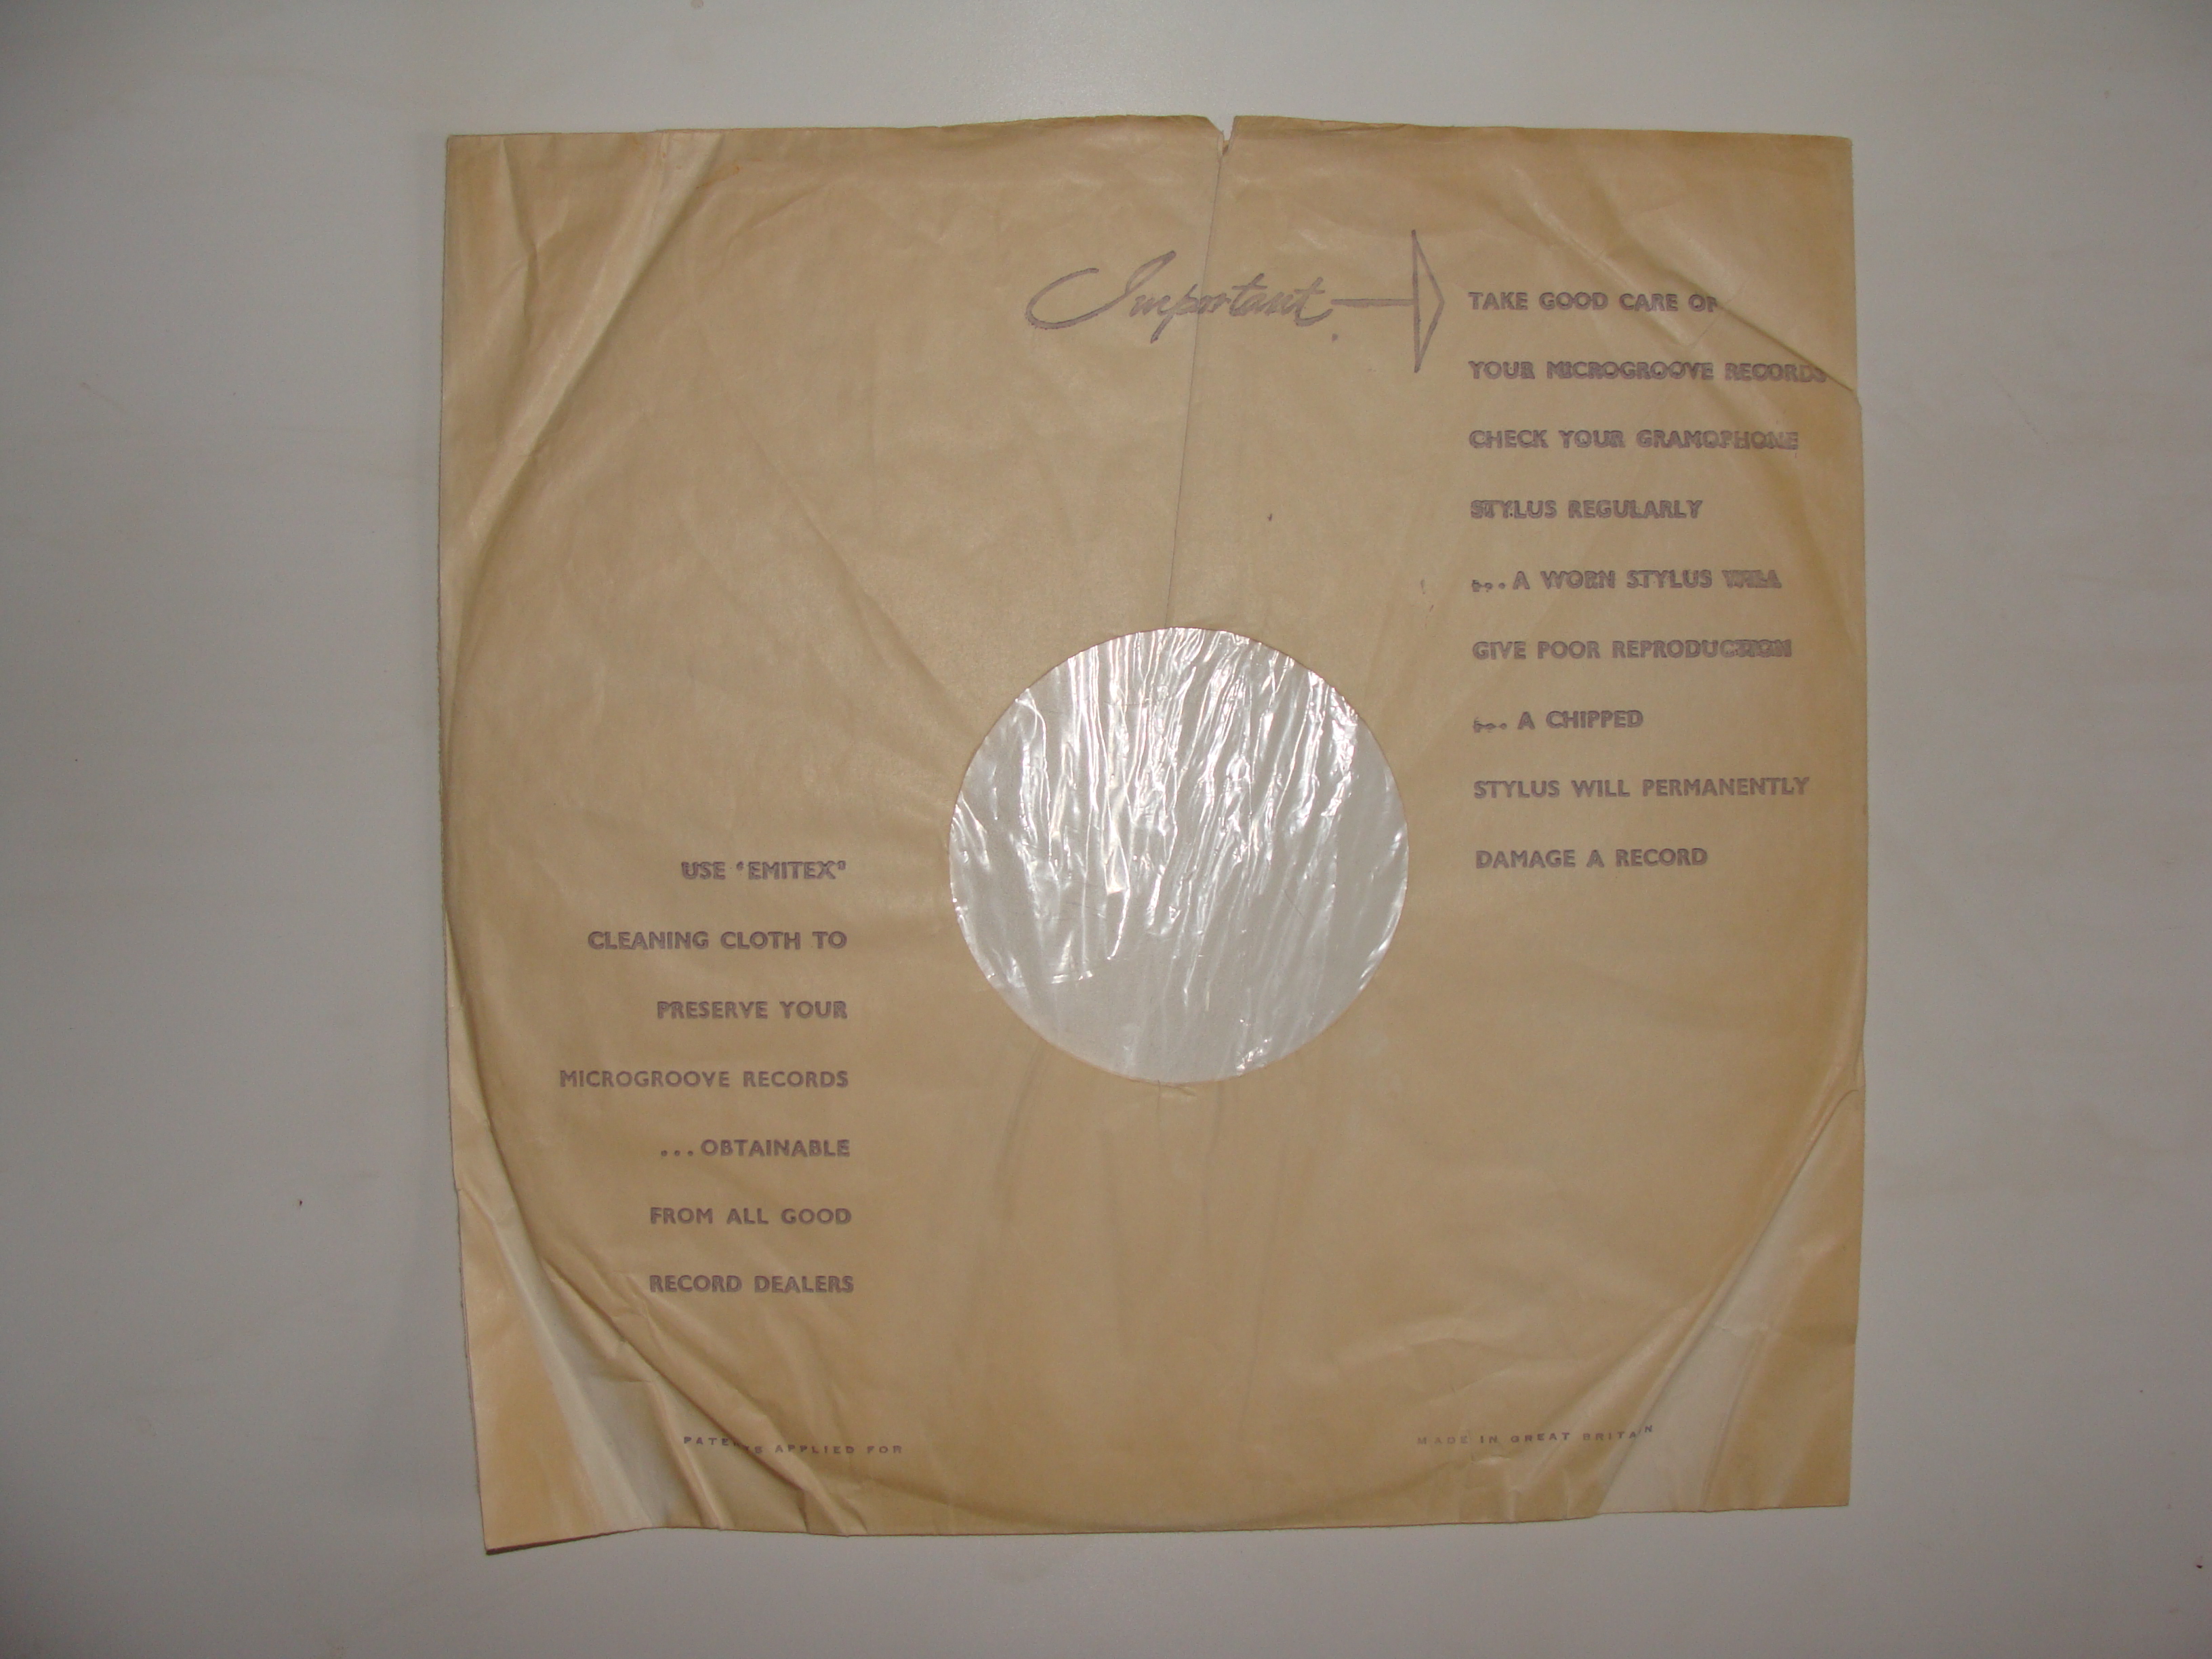 Important.
TAKE GOOD CARE OF
YOUR MICROGROOVE RECORDS
CHECK YOUR GRAMOPHONE
STYLUS REGULARLY
...A WORN STYLUS WILL
GIVE POOR REPRODUCTION
... A CHIPPED
STYLUS WILL PERMANENTLY
DAMAGE A RECORD
USE "EMITEX"
CLEANING CLOTH TO
PRESERVE YOUR
MICROGROOVE RECORDS
...OBTAINABLE
FROM ALL GOOD
RECORD DEALERS
PATENTS APPLIED FOR
MADE IN GREAT BRITAIN